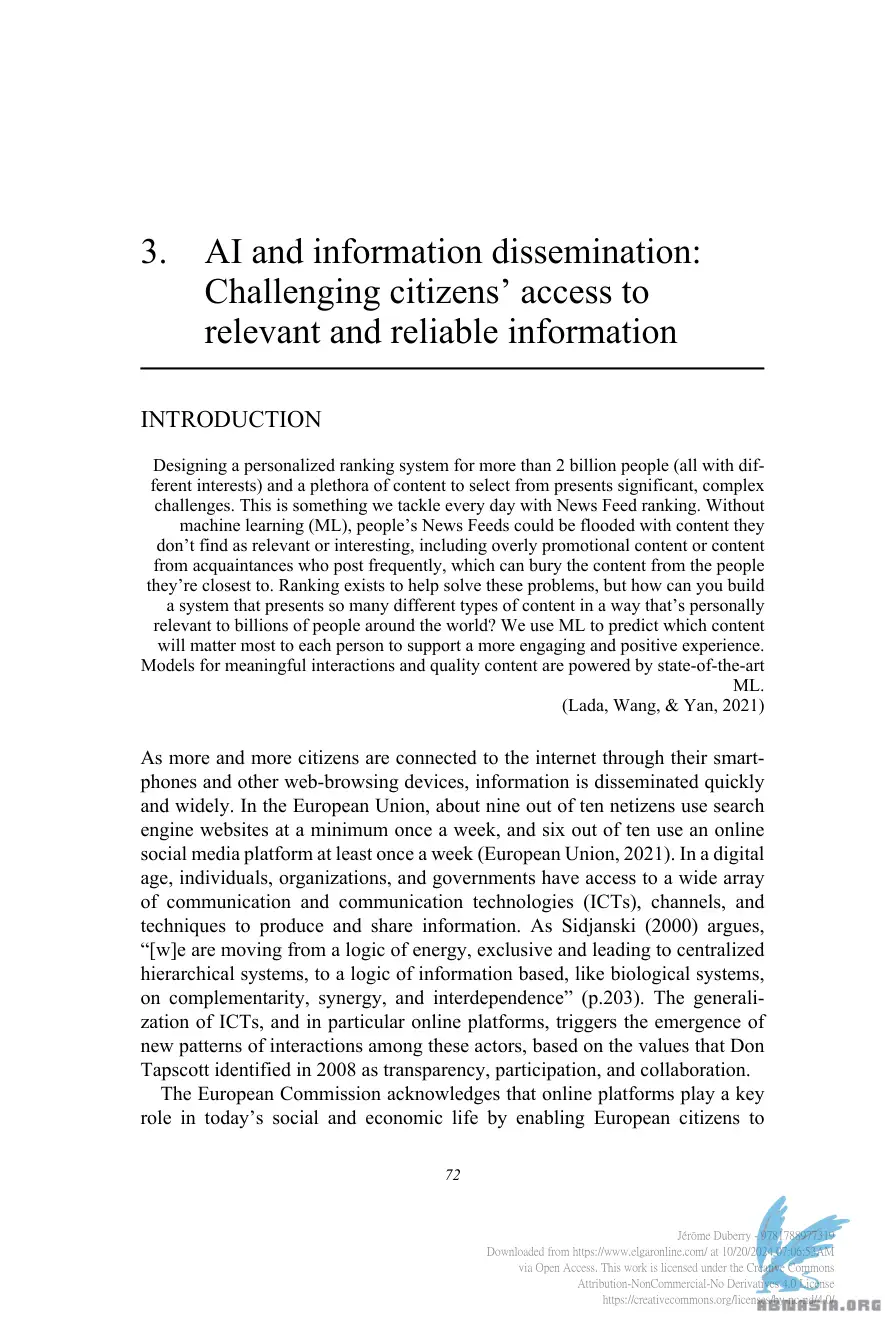 3. AI and information dissemination:
Challenging citizens’ access to
relevant and reliable information
INTRODUCTION
Designing a personalized ranking system for more than 2 billion people (all with dif-
ferent interests) and a plethora of content to select from presents significant, complex
challenges. This is something we tackle every day with News Feed ranking. Without
machine learning (ML), people’s News Feeds could be flooded with content they
don’t find as relevant or interesting, including overly promotional content or content
from acquaintances who post frequently, which can bury the content from the people
they’re closest to. Ranking exists to help solve these problems, but how can you build
a system that presents so many different types of content in a way that’s personally
relevant to billions of people around the world? We use ML to predict which content
will matter most to each person to support a more engaging and positive experience.
Models for meaningful interactions and quality content are powered by state-of-the-art
ML.
(Lada, Wang, & Yan, 2021)
As more and more citizens are connected to the internet through their smart-
phones and other web-browsing devices, information is disseminated quickly
and widely. In the European Union, about nine out of ten netizens use search
engine websites at a minimum once a week, and six out of ten use an online
social media platform at least once a week (European Union, 2021). In a digital
age, individuals, organizations, and governments have access to a wide array
of communication and communication technologies (ICTs), channels, and
techniques to produce and share information. As Sidjanski (2000) argues,
“[w]e are moving from a logic of energy, exclusive and leading to centralized
hierarchical systems, to a logic of information based, like biological systems,
on complementarity, synergy, and interdependence” (p.203). The generali-
zation of ICTs, and in particular online platforms, triggers the emergence of
new patterns of interactions among these actors, based on the values that Don
Tapscott identified in 2008 as transparency, participation, and collaboration.
The European Commission acknowledges that online platforms play a key
role in today’s social and economic life by enabling European citizens to
72
Jérôme Duberry - 9781788977319
Downloaded from https://www.elgaronline.com/ at 10/20/2024 07:06:52AM
via Open Access. This work is licensed under the Creative Commons
Attribution-NonCommercial-No Derivatives 4.0 License
https://creativecommons.org/licenses/by-nc-nd/4.0/
ABNASIA.ORG